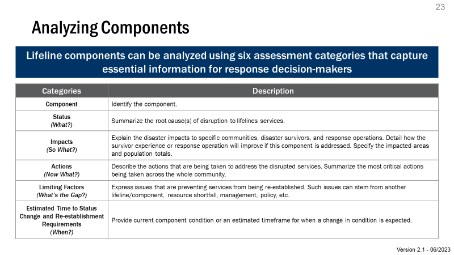 23
Analyzing Components
Lifeline components can be analyzed using six assessment categories that capture
essential information for response decision-makers
Categories
Description
Component
Identify the component.
Status
(What?)
Summarize the root cause(s) of disruption to lifelines services.
Impacts
(So What?)
Explain the disaster impacts to specific communities, disaster survivors, and response operations. Detail how the
survivor experience or response operation will improve if this component is addressed. Specify the impacted areas
and population totals.
Actions
(Now What?)
Describe the actions that are being taken to address the disrupted services. Summarize the most critical actions
being taken across the whole community.
Limiting Factors
(What's the Gap?)
Express issues that are preventing services from being re-established. Such issues can stem from another
lifeline/component, resource shortfall, management, policy, etc.
Estimated Time to Status
Change and Re-establishment
Requirements
(When?)
Provide current component condition or an estimated timeframe for when a change in condition is expected.
Version 2.1 - 06/2023